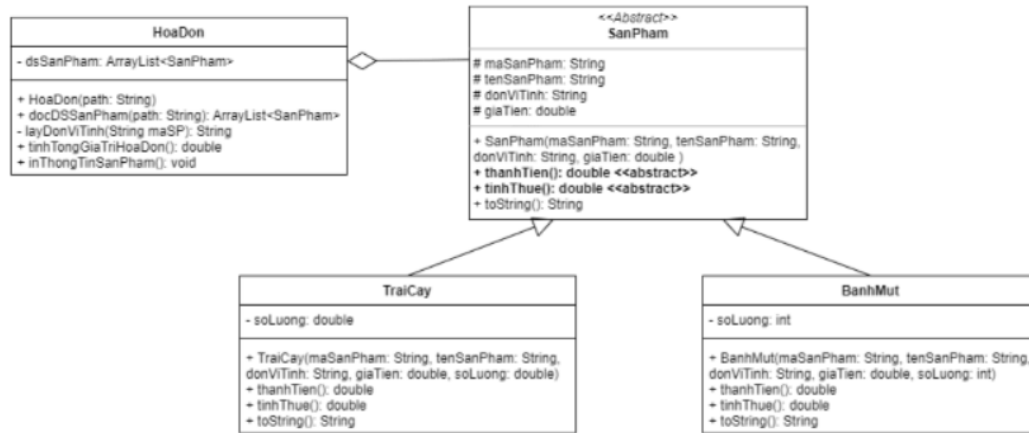 HoaDon
- dsSanPham: ArrayList<SanPham>
+ HoaDon(path: String)
+ docDSSanPham(path: String): ArrayList<SanPham>
- layDonViTinh(String maSP): String
+ tinhTongGiaTriHoaDon(): double
+ inThongTinSanPham(): void
<<Abstract>>
SanPham
# maSanPham: String
# tenSanPham: String
# donViTinh: String
# giaTien: double
+ SanPham(maSanPham: String, tenSanPham: String,
donViTinh: String, giaTien: double )
+ thanhTien(): double <<abstract>>
+ tinhThue(): double <<abstract>>
+ toString(): String
TraiCay
- soLuong: double
+ TraiCay(maSanPham: String, tenSanPham: String,
donViTinh: String, giaTien: double, soLuong: double)
+ thanhTien(): double
+ tinhThue(): double
+ toString(): String
BanhMut
- soLuong: int
+ BanhMut(maSanPham: String, tenSanPham: String,
donViTinh: String, giaTien: double, soLuong: int)
+ thanhTien(): double
+ tinhThue(): double
+ toString(): String